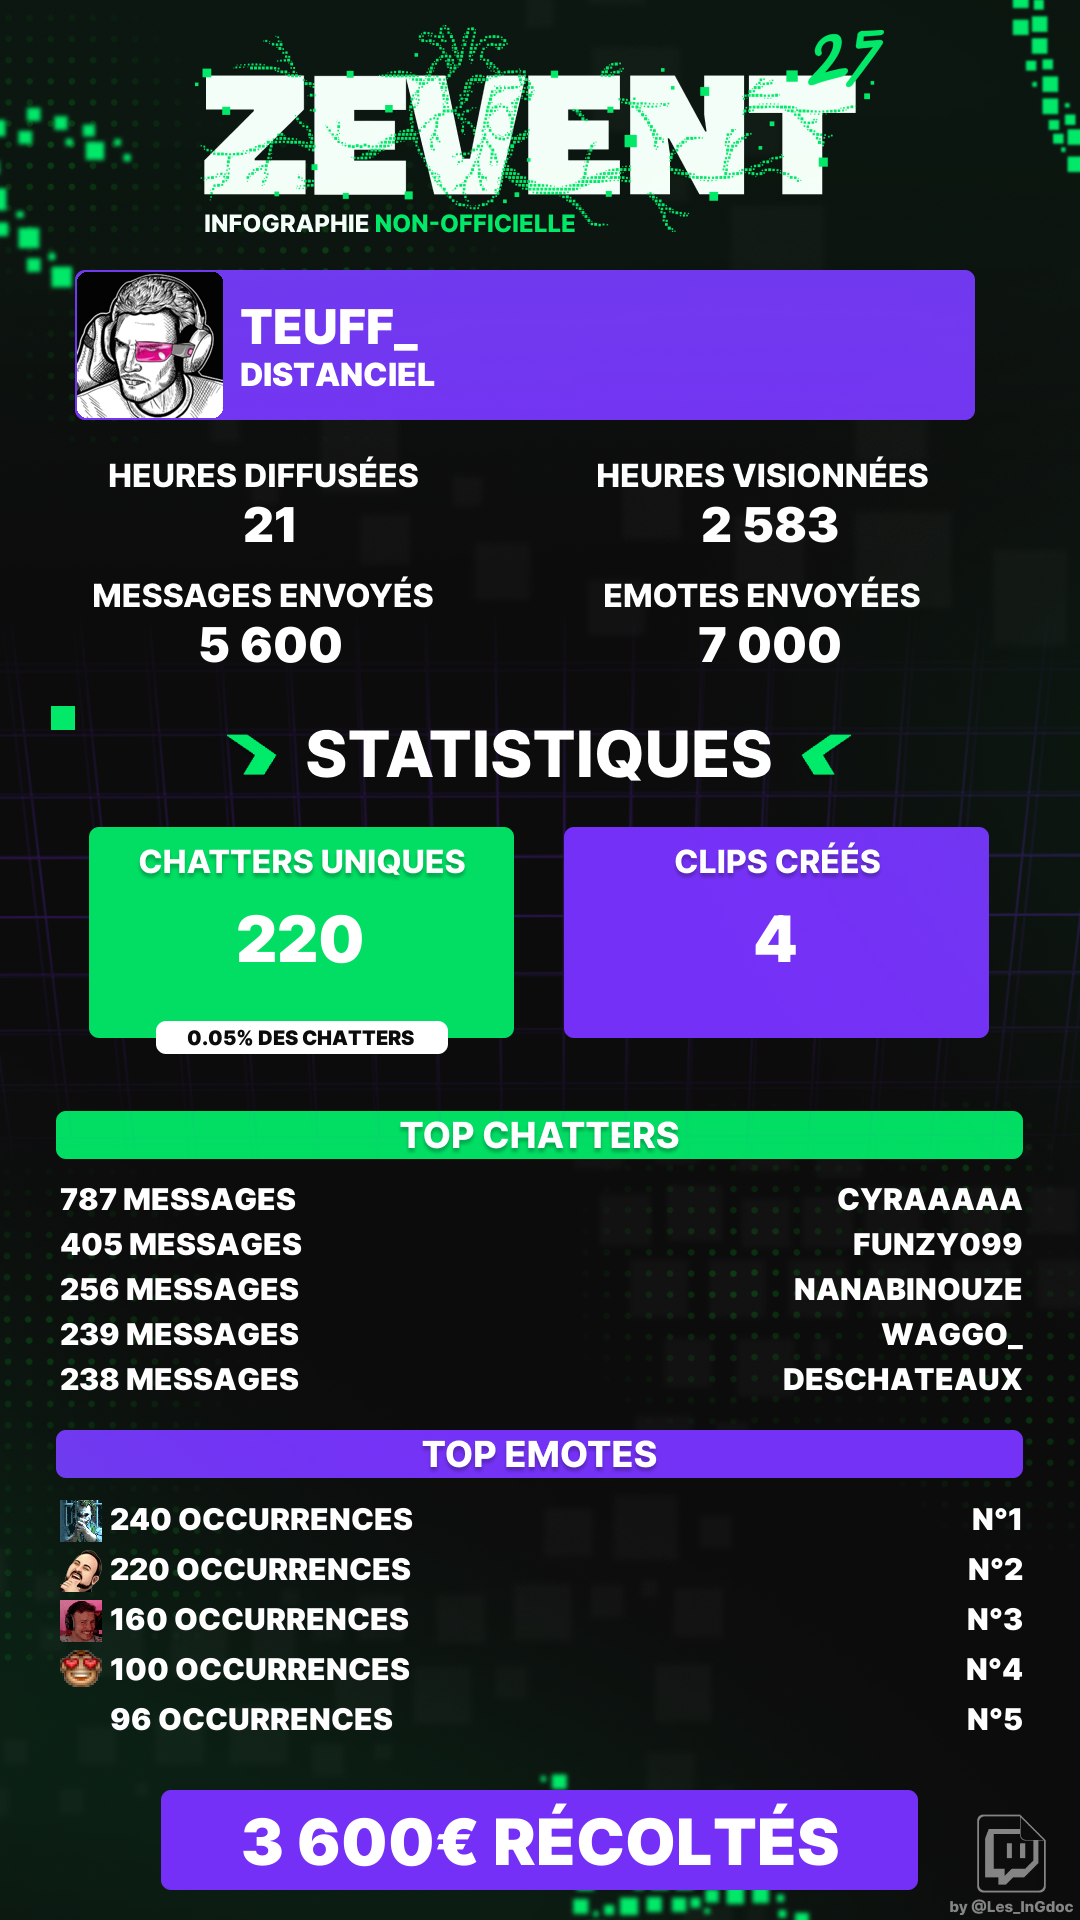 ZEVENT 25
INFOGRAPHIE NON-OFFICIELLE
TEUFF_
DISTANCIEL
HEURES DIFFUSÉES
21
HEURES VISIONNÉES
2 583
MESSAGES ENVOYÉS
5 600
EMOTES ENVOYÉES
7 000
STATISTIQUES
CHATTERS UNIQUES
220
0.05% DES CHATTERS
CLIPS CRÉÉS
4
TOP CHATTERS
787 MESSAGES CYRAAAAA
405 MESSAGES FUNZY099
256 MESSAGES NANABINOUZE
239 MESSAGES WAGGO_
238 MESSAGES DESCHATEAUX
TOP EMOTES
240 OCCURRENCES N°1
220 OCCURRENCES N°2
160 OCCURRENCES N°3
100 OCCURRENCES N°4
96 OCCURRENCES N°5
3 600€ RÉCOLTÉS
by @Les_InGdoc